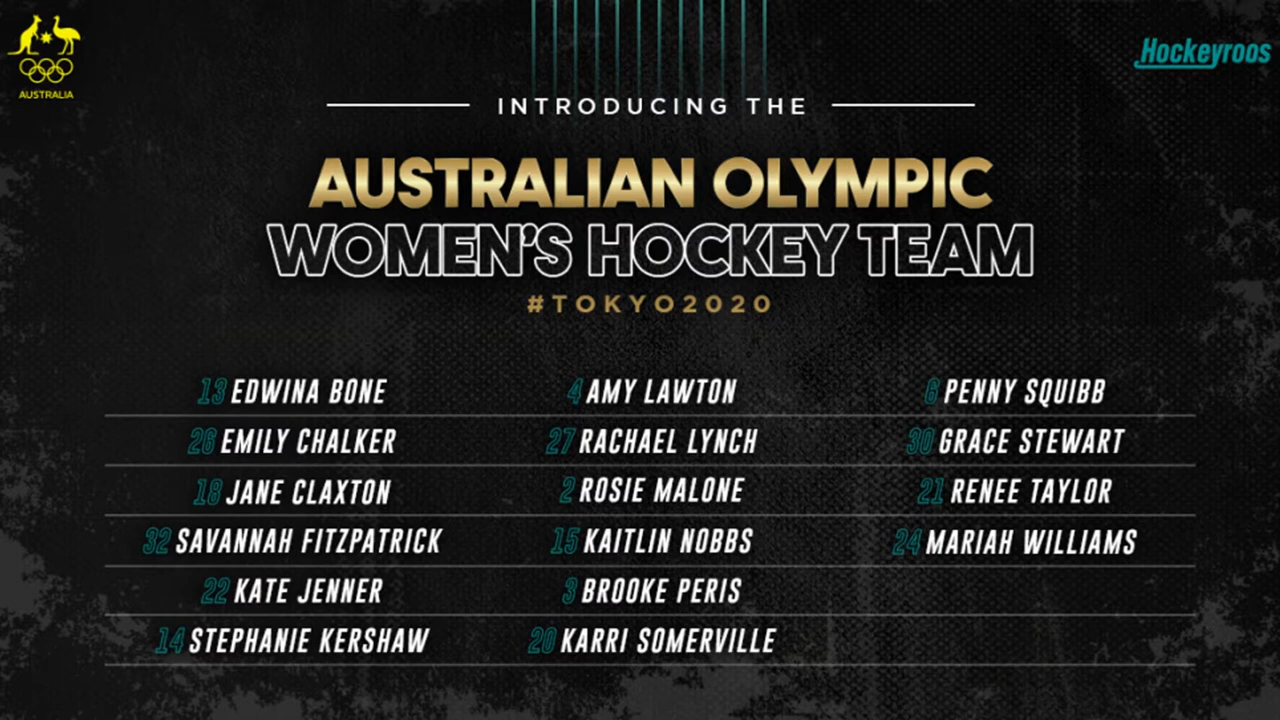 AUSTRALIA
Hockeyroos
INTRODUCING THE
AUSTRALIAN OLYMPIC
WOMEN'S HOCKEY TEAM
#TOKYO2020
13 EDWINA BONE 4 AMY LAWTON 6 PENNY SQUIBB
26 EMILY CHALKER 27 RACHAEL LYNCH 30 GRACE STEWART
18 JANE CLAXTON 2 ROSIE MALONE 21 RENEE TAYLOR
32 SAVANNAH FITZPATRICK 15 KAITLIN NOBBS 24 MARIAH WILLIAMS
22 KATE JENNER 3 BROOKE PERIS
14 STEPHANIE KERSHAW 20 KARRI SOMERVILLE